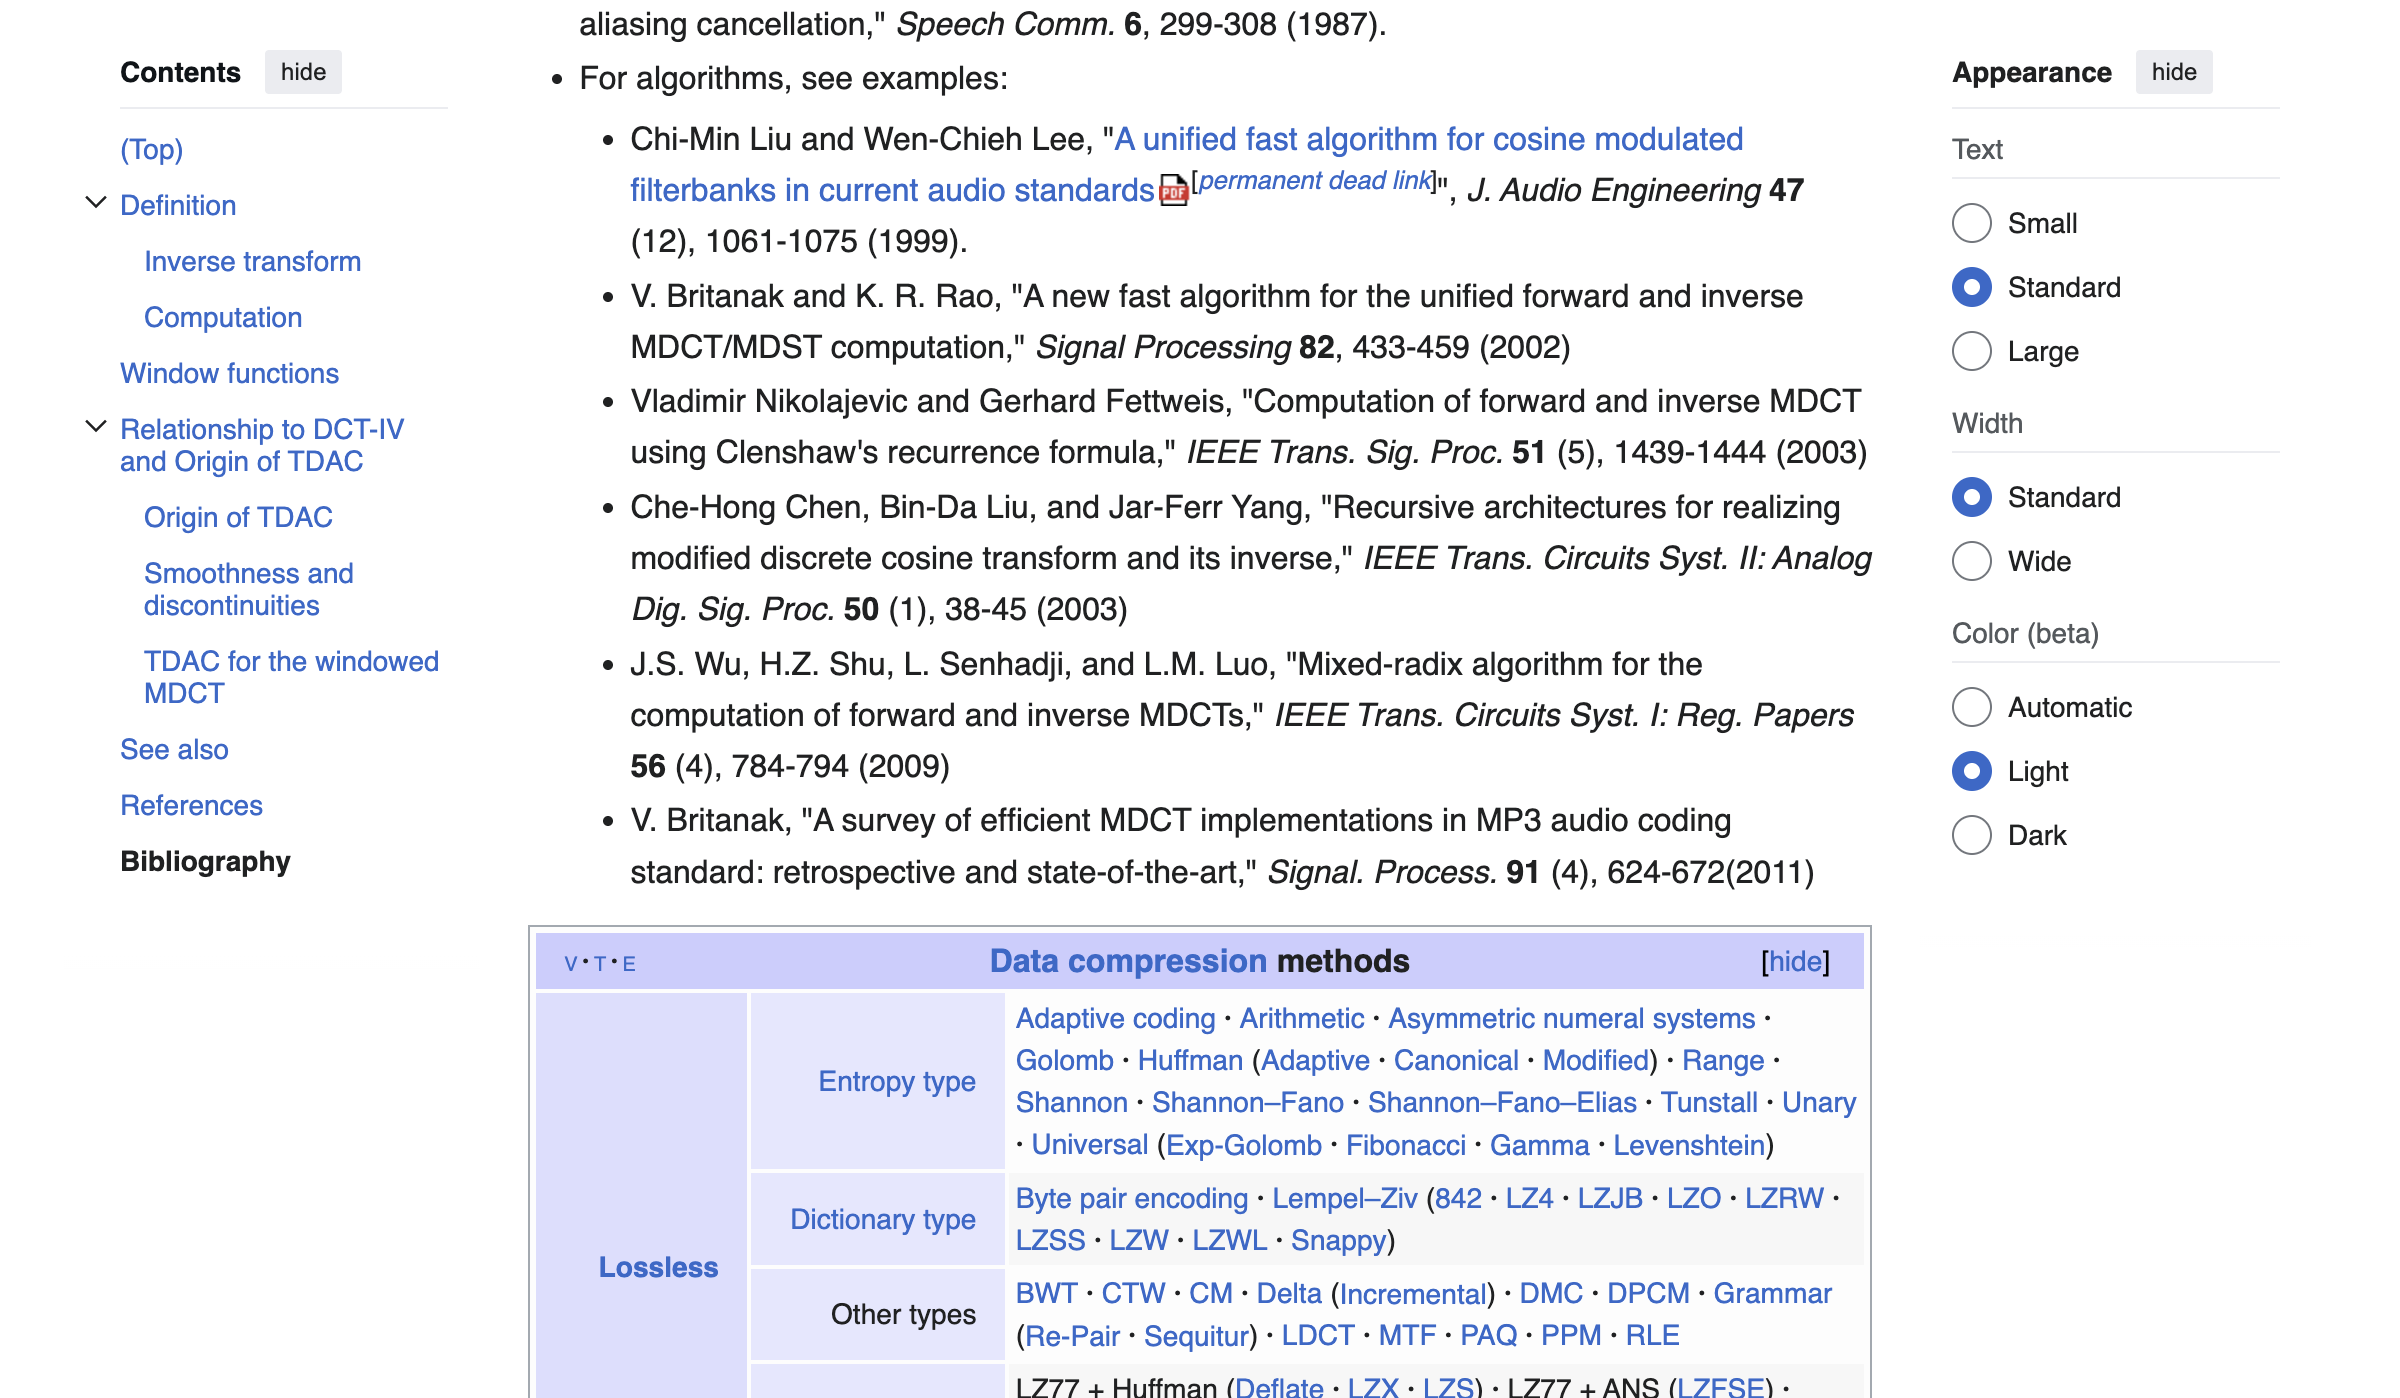 Contents hide
(Top)
Definition
Inverse transform
Computation
Window functions
Relationship to DCT-IV
and Origin of TDAC
Origin of TDAC
Smoothness and
discontinuities
TDAC for the windowed
MDCT
See also
References
Bibliography
aliasing cancellation," Speech Comm. 6, 299-308 (1987).
• For algorithms, see examples:
• Chi-Min Liu and Wen-Chieh Lee, "A unified fast algorithm for cosine modulated
filterbanks in current audio standards PDF [permanent dead link]", J. Audio Engineering 47
(12), 1061-1075 (1999).
• V. Britanak and K. R. Rao, "A new fast algorithm for the unified forward and inverse
MDCT/MDST computation," Signal Processing 82, 433-459 (2002)
• Vladimir Nikolajevic and Gerhard Fettweis, "Computation of forward and inverse MDCT
using Clenshaw's recurrence formula," IEEE Trans. Sig. Proc. 51 (5), 1439-1444 (2003)
• Che-Hong Chen, Bin-Da Liu, and Jar-Ferr Yang, "Recursive architectures for realizing
modified discrete cosine transform and its inverse," IEEE Trans. Circuits Syst. II: Analog
Dig. Sig. Proc. 50 (1), 38-45 (2003)
• J.S. Wu, H.Z. Shu, L. Senhadji, and L.M. Luo, "Mixed-radix algorithm for the
computation of forward and inverse MDCTs," IEEE Trans. Circuits Syst. I: Reg. Papers
56 (4), 784-794 (2009)
• V. Britanak, "A survey of efficient MDCT implementations in MP3 audio coding
standard: retrospective and state-of-the-art," Signal. Process. 91 (4), 624-672(2011)
V · T · E Data compression methods [hide]
Lossless
Entropy type
Adaptive coding · Arithmetic · Asymmetric numeral systems ·
Golomb · Huffman (Adaptive · Canonical · Modified) · Range ·
Shannon · Shannon–Fano · Shannon–Fano–Elias · Tunstall · Unary
· Universal (Exp-Golomb · Fibonacci · Gamma · Levenshtein)
Dictionary type
Byte pair encoding · Lempel–Ziv (842 · LZ4 · LZJB · LZO · LZRW ·
LZSS · LZW · LZWL · Snappy)
Other types
BWT · CTW · CM · Delta (Incremental) · DMC · DPCM · Grammar
(Re-Pair · Sequitur) · LDCT · MTF · PAQ · PPM · RLE
LZ77 + Huffman (Deflate · LZX · LZS) · LZ77 + ANS (LZFSE) ·
Appearance hide
Text
Small
Standard
Large
Width
Standard
Wide
Color (beta)
Automatic
Light
Dark